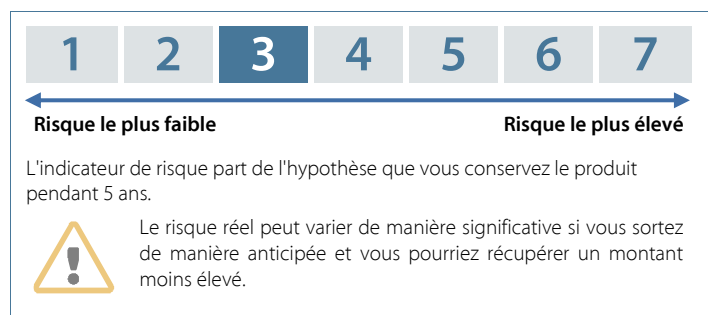 1 2 3 4 5 6 7
Risque le plus faible Risque le plus élevé
L'indicateur de risque part de l'hypothèse que vous conservez le produit
pendant 5 ans.
Le risque réel peut varier de manière significative si vous sortez
de manière anticipée et vous pourriez récupérer un montant
moins élevé.